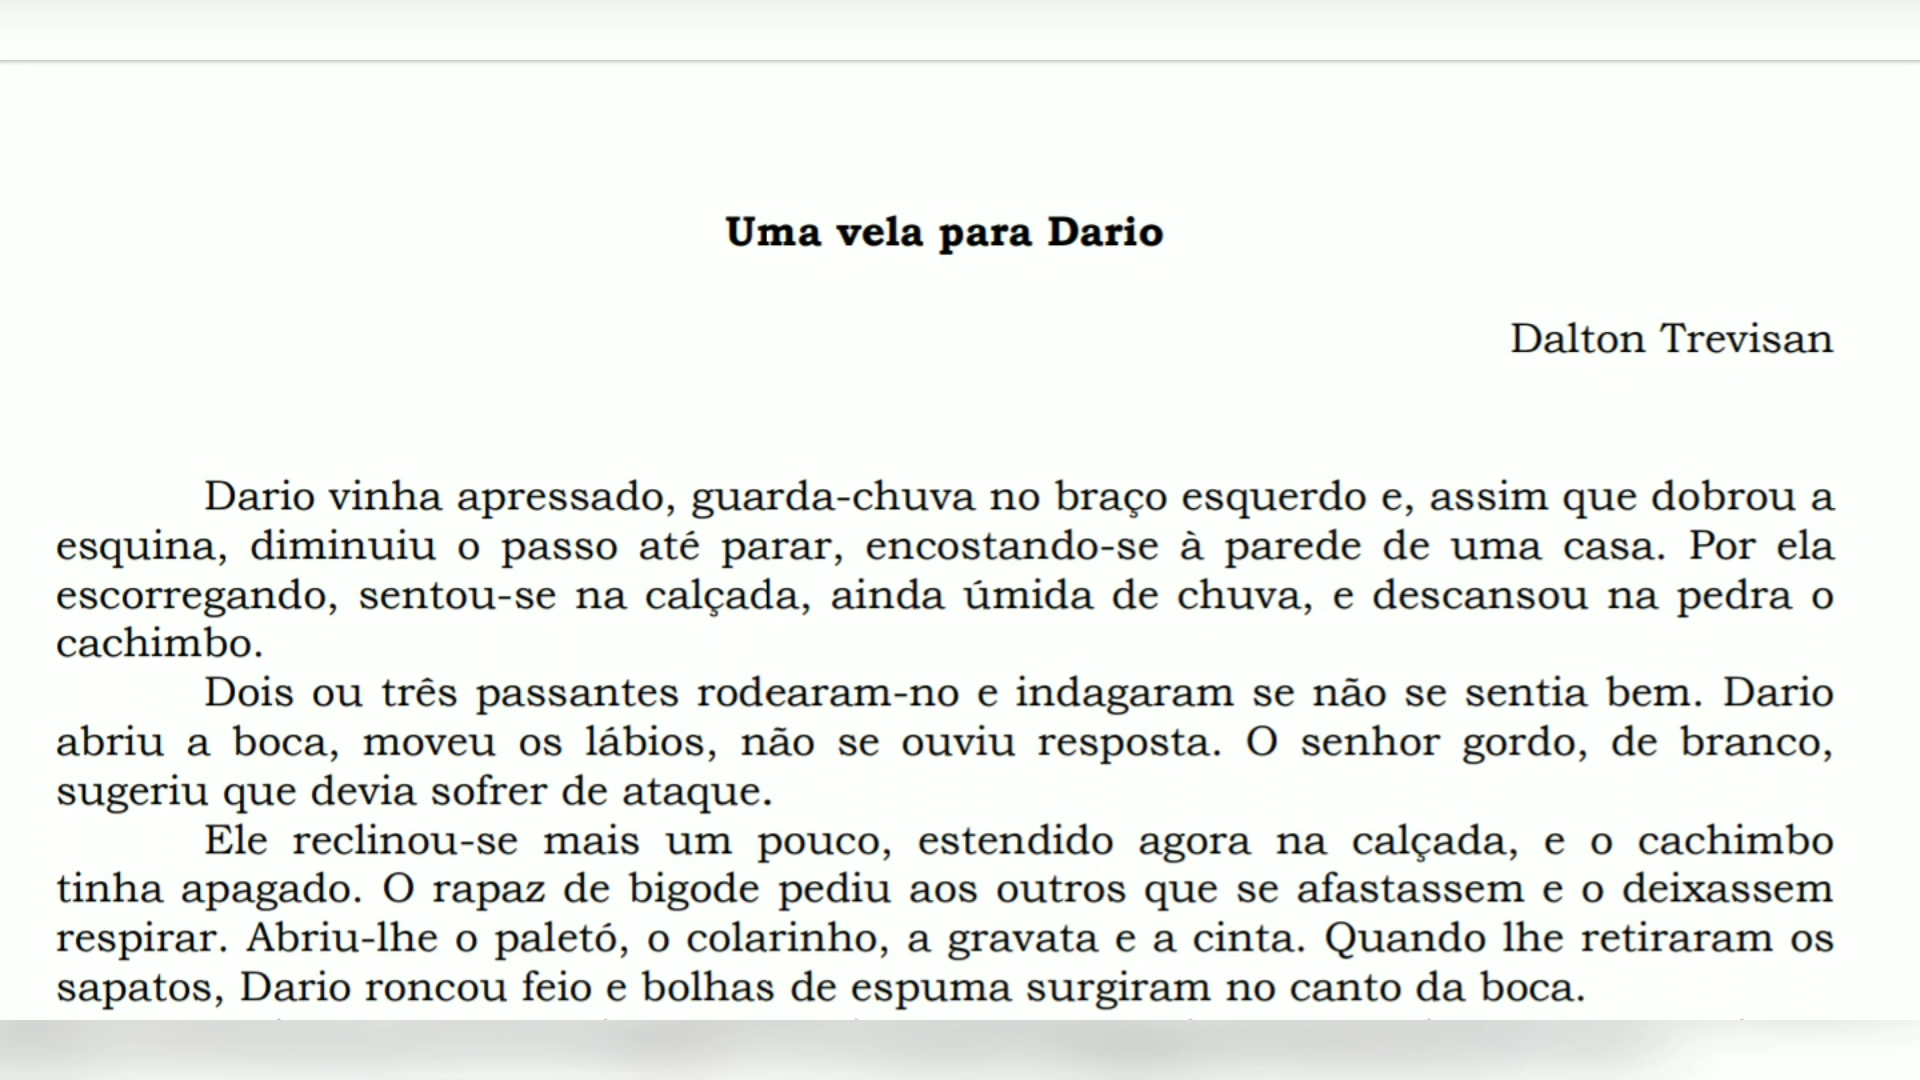 Uma vela para Dario
Dalton Trevisan
Dario vinha apressado, guarda-chuva no braço esquerdo e, assim que dobrou a
esquina, diminuiu o passo até parar, encostando-se à parede de uma casa. Por ela
escorregando, sentou-se na calçada, ainda úmida de chuva, e descansou na pedra o
cachimbo.
Dois ou três passantes rodearam-no e indagaram se não se sentia bem. Dario
abriu a boca, moveu os lábios, não se ouviu resposta. O senhor gordo, de branco,
sugeriu que devia sofrer de ataque.
Ele reclinou-se mais um pouco, estendido agora na calçada, e o cachimbo
tinha apagado. O rapaz de bigode pediu aos outros que se afastassem e o deixassem
respirar. Abriu-lhe o paletó, o colarinho, a gravata e a cinta. Quando lhe retiraram os
sapatos, Dario roncou feio e bolhas de espuma surgiram no canto da boca.